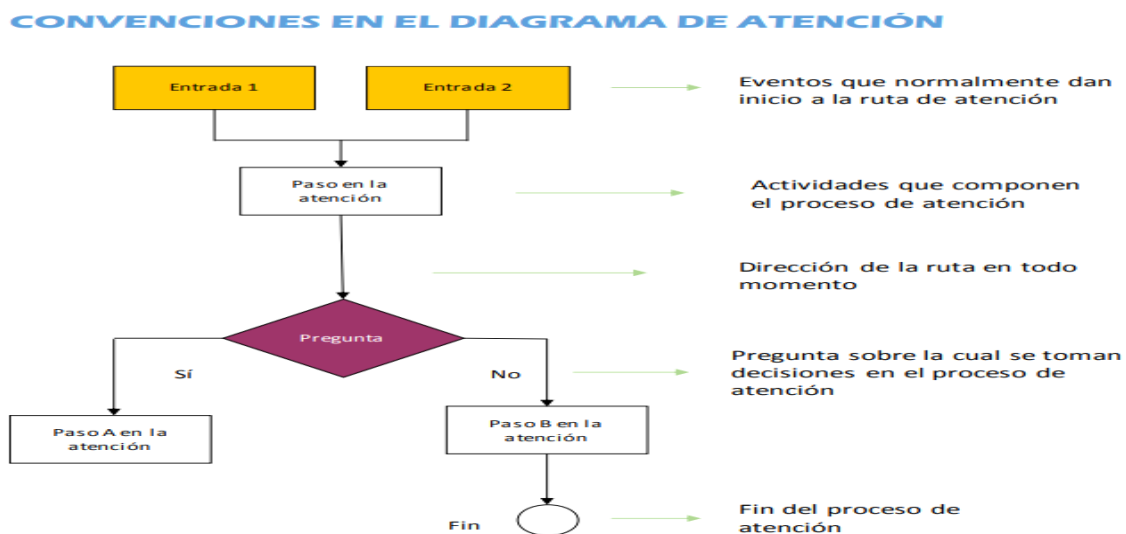 CONVENCIONES EN EL DIAGRAMA DE ATENCIÓN
Entrada 1
Entrada 2
Eventos que normalmente dan
inicio a la ruta de atención
Paso en la
atención
Actividades que componen
el proceso de atención
Dirección de la ruta en todo
momento
Pregunta
Sí
No
Pregunta sobre la cual se toman
decisiones en el proceso de
atención
Paso A en la
atención
Paso B en la
atención
Fin
Fin del proceso de
atención